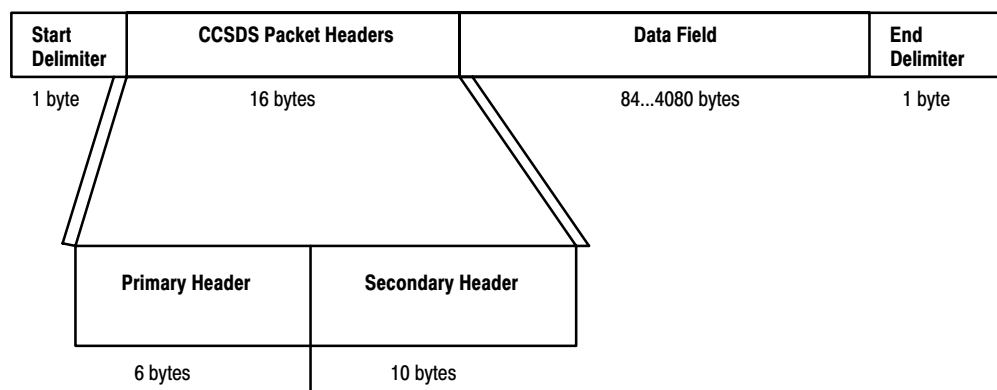 Start Delimiter
CCSDS Packet Headers
Data Field
End Delimiter
1 byte
16 bytes
84...4080 bytes
1 byte
Primary Header
Secondary Header
6 bytes
10 bytes